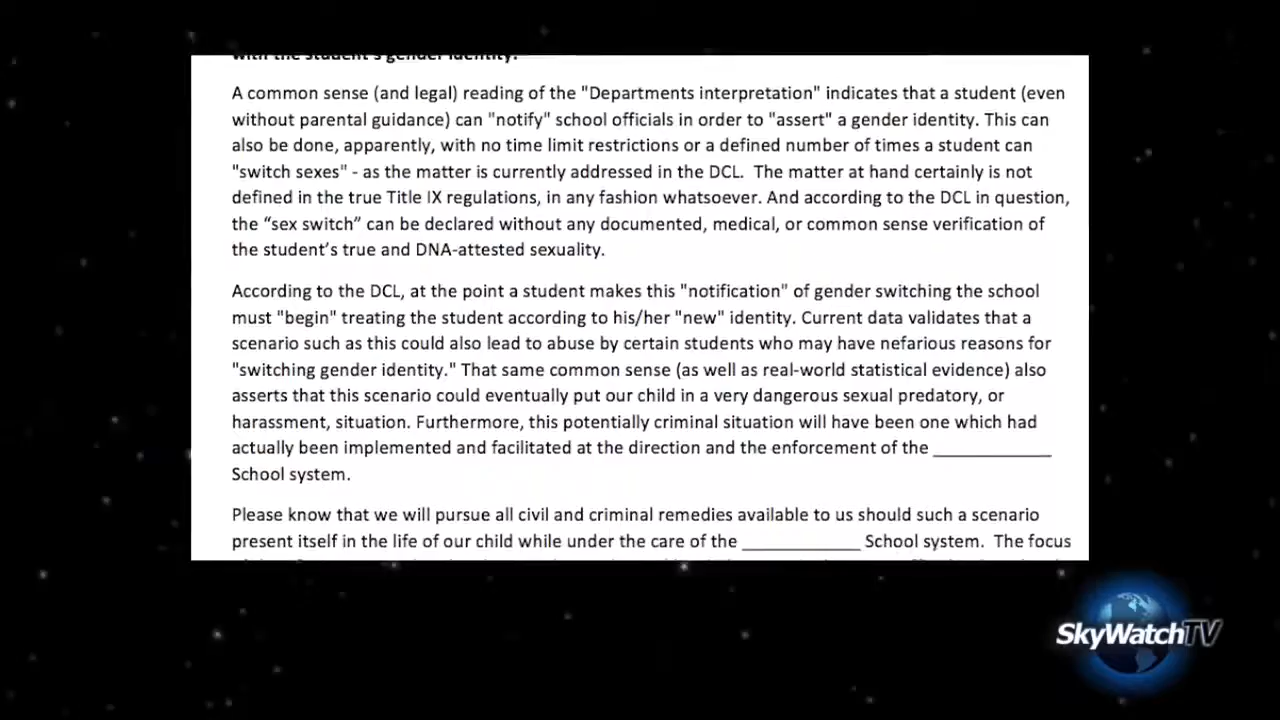 with the student's gender identity.
A common sense (and legal) reading of the "Departments interpretation" indicates that a student (even
without parental guidance) can "notify" school officials in order to "assert" a gender identity. This can
also be done, apparently, with no time limit restrictions or a defined number of times a student can
"switch sexes" - as the matter is currently addressed in the DCL.  The matter at hand certainly is not
defined in the true Title IX regulations, in any fashion whatsoever. And according to the DCL in question,
the “sex switch” can be declared without any documented, medical, or common sense verification of
the student’s true and DNA-attested sexuality.
According to the DCL, at the point a student makes this "notification" of gender switching the school
must "begin" treating the student according to his/her "new" identity. Current data validates that a
scenario such as this could also lead to abuse by certain students who may have nefarious reasons for
"switching gender identity." That same common sense (as well as real-world statistical evidence) also
asserts that this scenario could eventually put our child in a very dangerous sexual predatory, or
harassment, situation. Furthermore, this potentially criminal situation will have been one which had
actually been implemented and facilitated at the direction and the enforcement of the ____________
School system.
Please know that we will pursue all civil and criminal remedies available to us should such a scenario
present itself in the life of our child while under the care of the ____________ School system.  The focus
SkyWatchTV